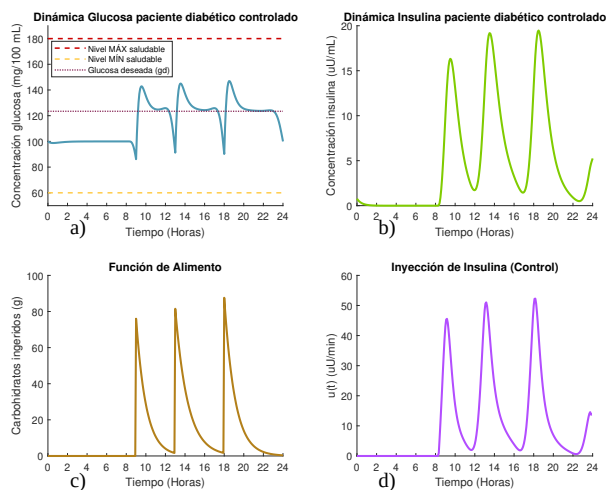 Dinámica Glucosa paciente diabético controlado
Concentración glucosa (mg/100 mL)
180
160
140
120
100
80
60
Nivel MÁX saludable
Nivel MÍN saludable
Glucosa deseada (gd)
0 2 4 6 8 10 12 14 16 18 20 22 24
a)
Tiempo (Horas)
Dinámica Insulina paciente diabético controlado
Concentración insulina (uU/mL)
20
15
10
5
0
0 2 4 6 8 10 12 14 16 18 20 22 24
b)
Tiempo (Horas)
Función de Alimento
Carbohidratos ingeridos (g)
100
80
60
40
20
0
0 2 4 6 8 10 12 14 16 18 20 22 24
c)
Tiempo (Horas)
Inyección de Insulina (Control)
u(t) (uU/min)
60
50
40
30
20
10
0
0 2 4 6 8 10 12 14 16 18 20 22 24
d)
Tiempo (Horas)